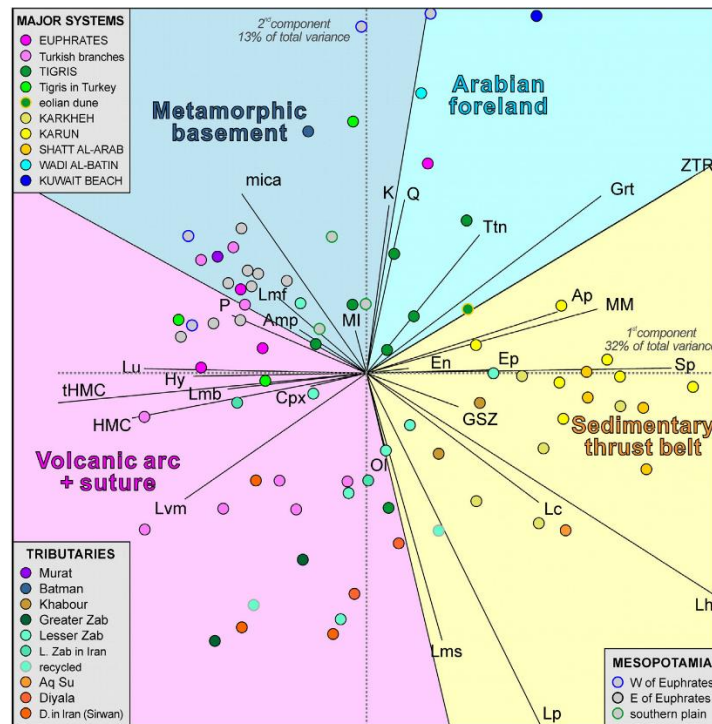 MAJOR SYSTEMS
EUPHRATES
Turkish branches
TIGRIS
Tigris in Turkey
eolian dune
KARKHEH
KARUN
SHATT AL-ARAB
WADI AL-BATIN
KUWAIT BEACH
2nd component
13% of total variance
Metamorphic
basement
Arabian
foreland
ZTR
mica
K
Q
Grt
Ttn
Lmf
P
Amp
MI
Ap
MM
1st component
32% of total variance
Lu
Hy
En
Ep
Sp
tHMC
Lmb
Cpx
HMC
GSZ
Sedimentary
thrust belt
Volcanic arc
+ suture
Ol
Lvm
Lc
Lh
Lms
Lp
TRIBUTARIES
Murat
Batman
Khabour
Greater Zab
Lesser Zab
L. Zab in Iran
recycled
Aq Su
Diyala
D. in Iran (Sirwan)
MESOPOTAMIA
W of Euphrates
E of Euphrates
southern plain